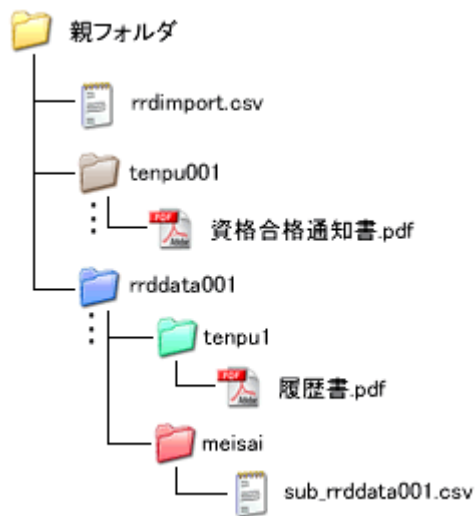 親フォルダ
rrdimport.csv
tenpu001
資格合格通知書.pdf
rrddata001
tenpu1
履歴書.pdf
meisai
sub_rrddata001.csv